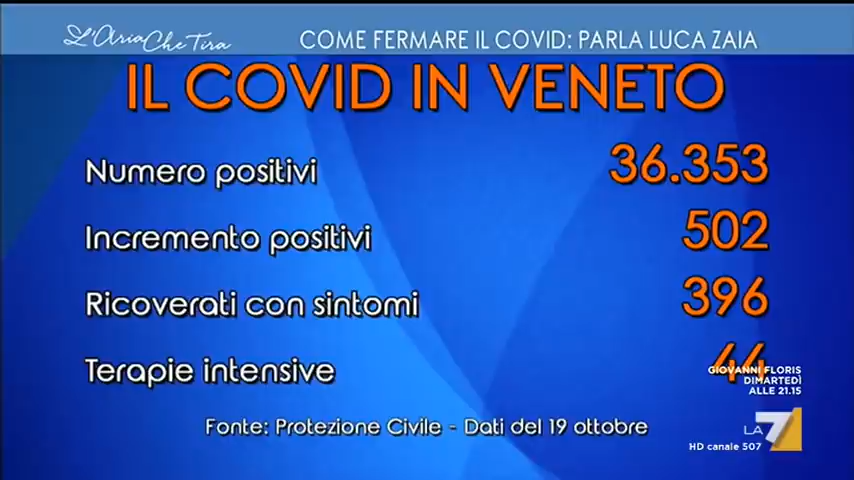 L'Aria Che Tira
COME FERMARE IL COVID: PARLA LUCA ZAIA
IL COVID IN VENETO
Numero positivi 36.353
Incremento positivi 502
Ricoverati con sintomi 396
Terapie intensive 44
GIOVANNI FLORIS
DIMARTEDÌ
ALLE 21.15
Fonte: Protezione Civile - Dati del 19 ottobre
LA 7
HD canale 507